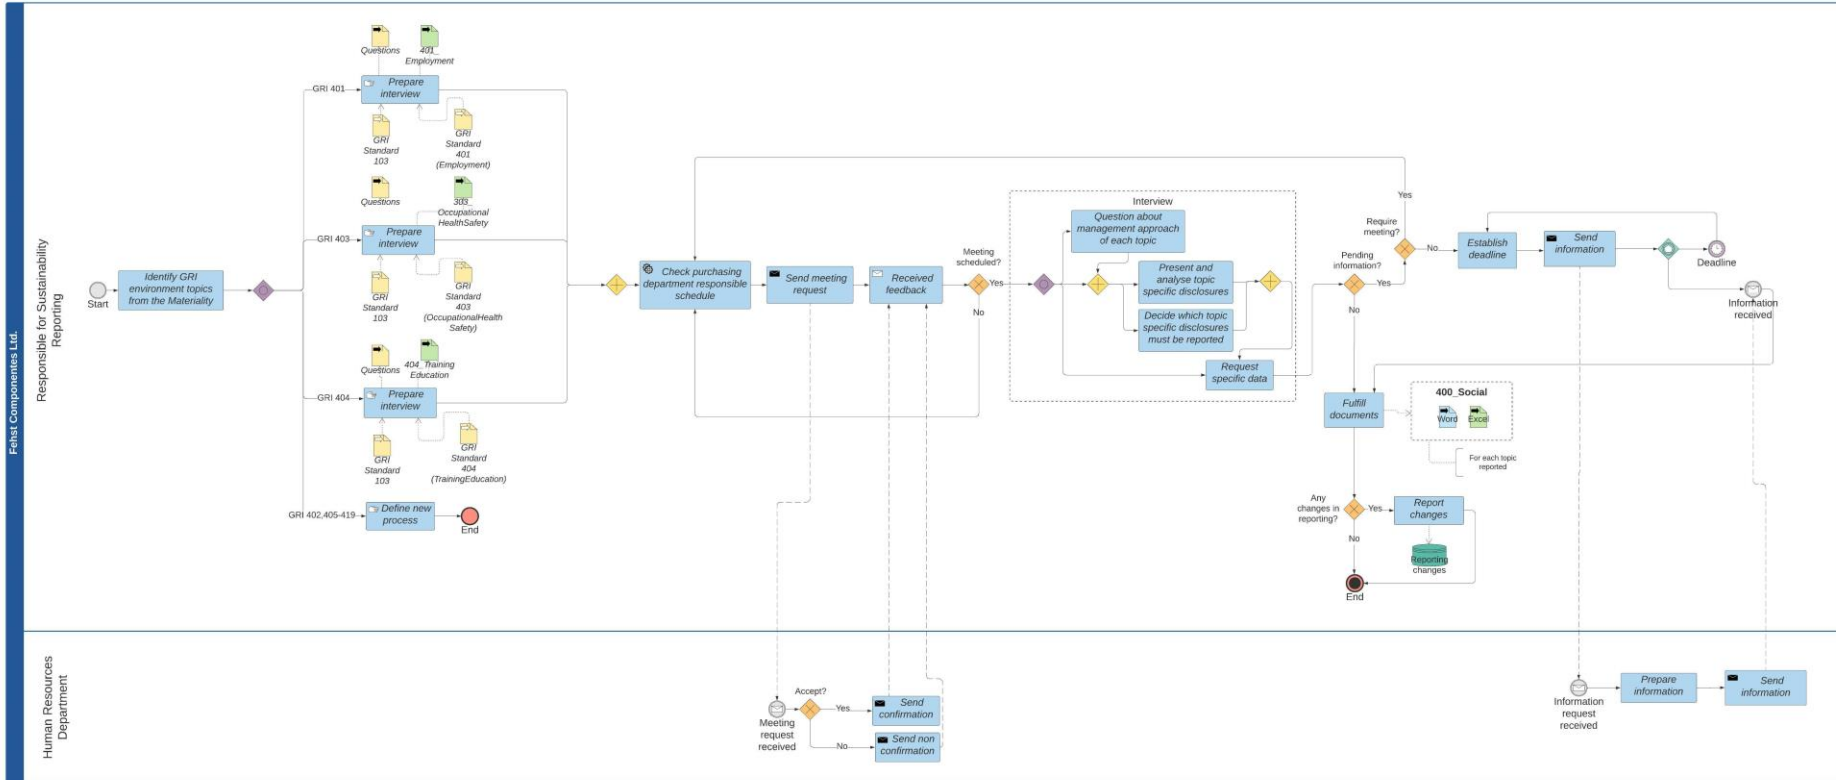 Fehst Componentes Ltd.
Responsible for Sustainability
Reporting
Start
Identify GRI
environment topics
from the Materiality
GRI 401
Questions
401_
Employment
Prepare
interview
GRI
Standard
103
GRI
Standard
401
(Employment)
GRI 403
Questions
303_
Occupational
HealthSafety
Prepare
interview
GRI
Standard
103
GRI
Standard
403
(OccupationalHealth
Safety)
GRI 404
Questions
404_Training
Education
Prepare
interview
GRI
Standard
103
GRI
Standard
404
(TrainingEducation)
GRI 402,405-419
Define new
process
End
Check purchasing
department responsible
schedule
Send meeting
request
Received
feedback
Meeting
scheduled?
Yes
No
Interview
Question about
management approach
of each topic
Present and
analyse topic
specific disclosures
Decide which topic
specific disclosures
must be reported
Request
specific data
Pending
information?
Yes
No
Require
meeting?
Yes
No
Establish
deadline
Send
information
Deadline
Information
received
Fulfill
documents
400_Social
Word
Excel
For each topic
reported
Any
changes in
reporting?
Yes
No
Report
changes
Reporting
changes
End
Human Resources
Department
Meeting
request
received
Accept?
Yes
No
Send
confirmation
Send non
confirmation
Information
request
received
Prepare
information
Send
information